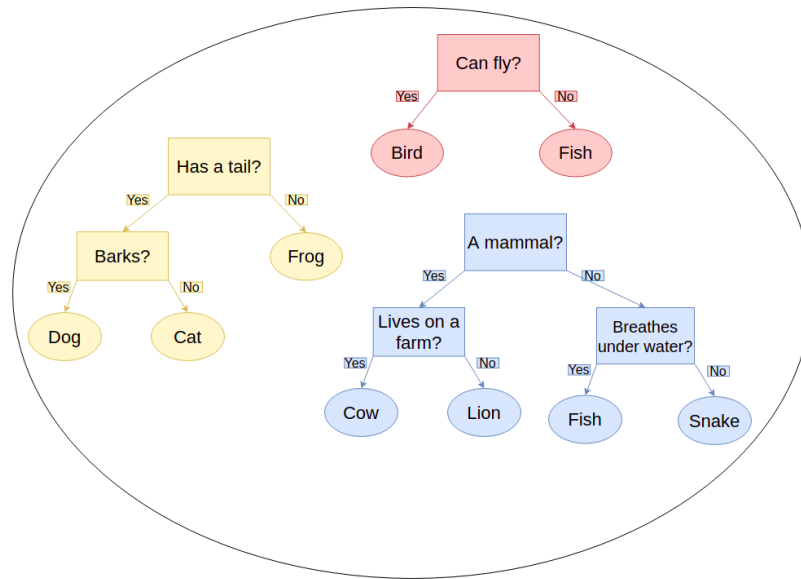 Can fly?
Yes
No
Bird
Fish
Has a tail?
Yes
No
Barks?
Frog
Yes
No
Dog
Cat
A mammal?
Yes
No
Lives on a
farm?
Breathes
under water?
Yes
No
Yes
No
Cow
Lion
Fish
Snake